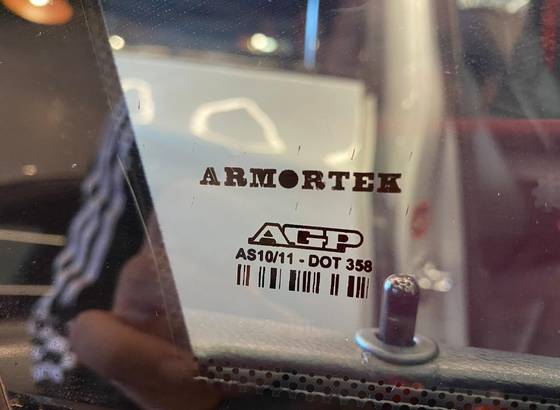 ARMORTEK
AGP
AS10/11 - DOT 358